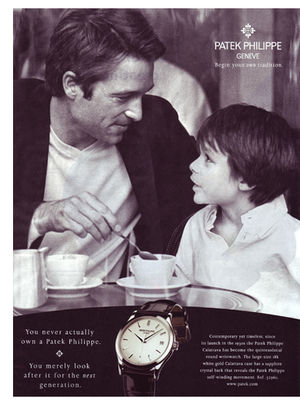 PATEK PHILIPPE
GENEVE
Begin your own tradition
You never actually
own a Patek Philippe.
You merely look
after it for the next
generation.
Contemporary yet timeless, since
its launch in the 1930s the Patek Philippe
Calatrava has become the quintessential
round wristwatch. The large-size
white gold Calatrava case has a sapphire
crystal back that reveals the Patek Philippe
self-winding movement. Ref.
www.patek.com